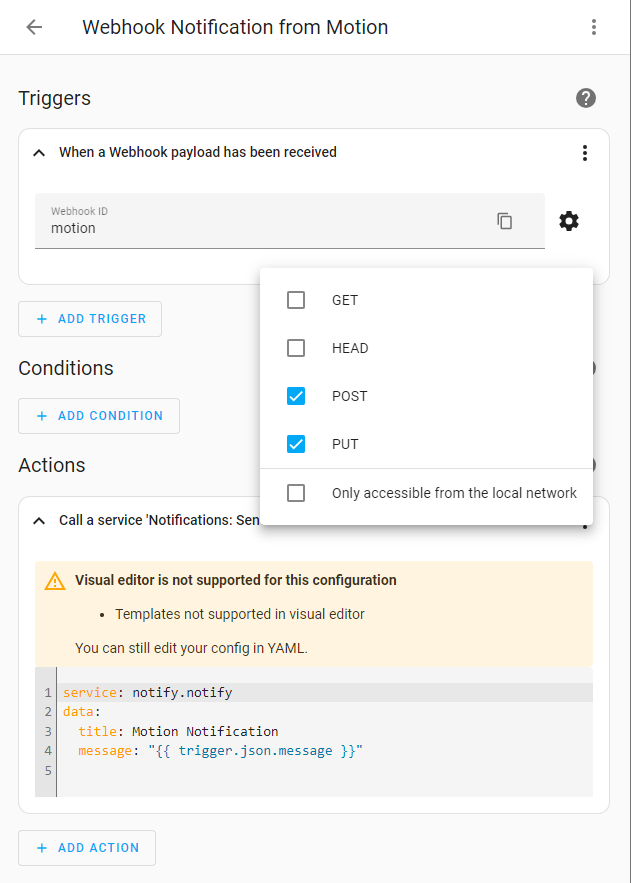 Webhook Notification from Motion
Triggers
When a Webhook payload has been received
Webhook ID
motion
GET
ADD TRIGGER
HEAD
Conditions
POST
ADD CONDITION
PUT
Actions
Only accessible from the local network
Call a service 'Notifications: Sen
Visual editor is not supported for this configuration
• Templates not supported in visual editor
You can still edit your config in YAML.
1 service: notify.notify
2 data:
3   title: Motion Notification
4   message: "{{ trigger.json.message }}"
5
ADD ACTION